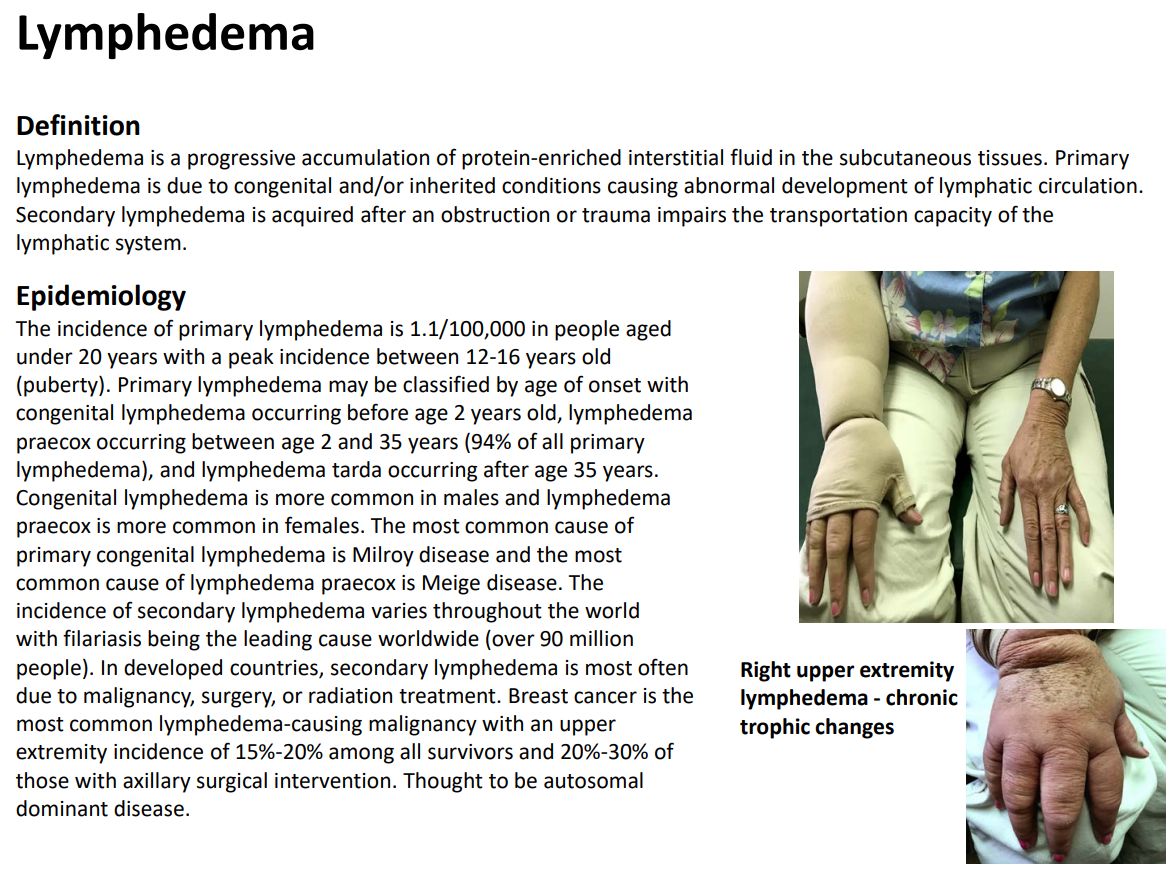 Lymphedema
Definition
Lymphedema is a progressive accumulation of protein-enriched interstitial fluid in the subcutaneous tissues. Primary
lymphedema is due to congenital and/or inherited conditions causing abnormal development of lymphatic circulation.
Secondary lymphedema is acquired after an obstruction or trauma impairs the transportation capacity of the
lymphatic system.
Epidemiology
The incidence of primary lymphedema is 1.1/100,000 in people aged
under 20 years with a peak incidence between 12-16 years old
(puberty). Primary lymphedema may be classified by age of onset with
congenital lymphedema occurring before age 2 years old, lymphedema
praecox occurring between age 2 and 35 years (94% of all primary
lymphedema), and lymphedema tarda occurring after age 35 years.
Congenital lymphedema is more common in males and lymphedema
praecox is more common in females. The most common cause of
primary congenital lymphedema is Milroy disease and the most
common cause of lymphedema praecox is Meige disease. The
incidence of secondary lymphedema varies throughout the world
with filariasis being the leading cause worldwide (over 90 million
people). In developed countries, secondary lymphedema is most often
due to malignancy, surgery, or radiation treatment. Breast cancer is the
most common lymphedema-causing malignancy with an upper
extremity incidence of 15%-20% among all survivors and 20%-30% of
those with axillary surgical intervention. Thought to be autosomal
dominant disease.
Right upper extremity
lymphedema - chronic
trophic changes